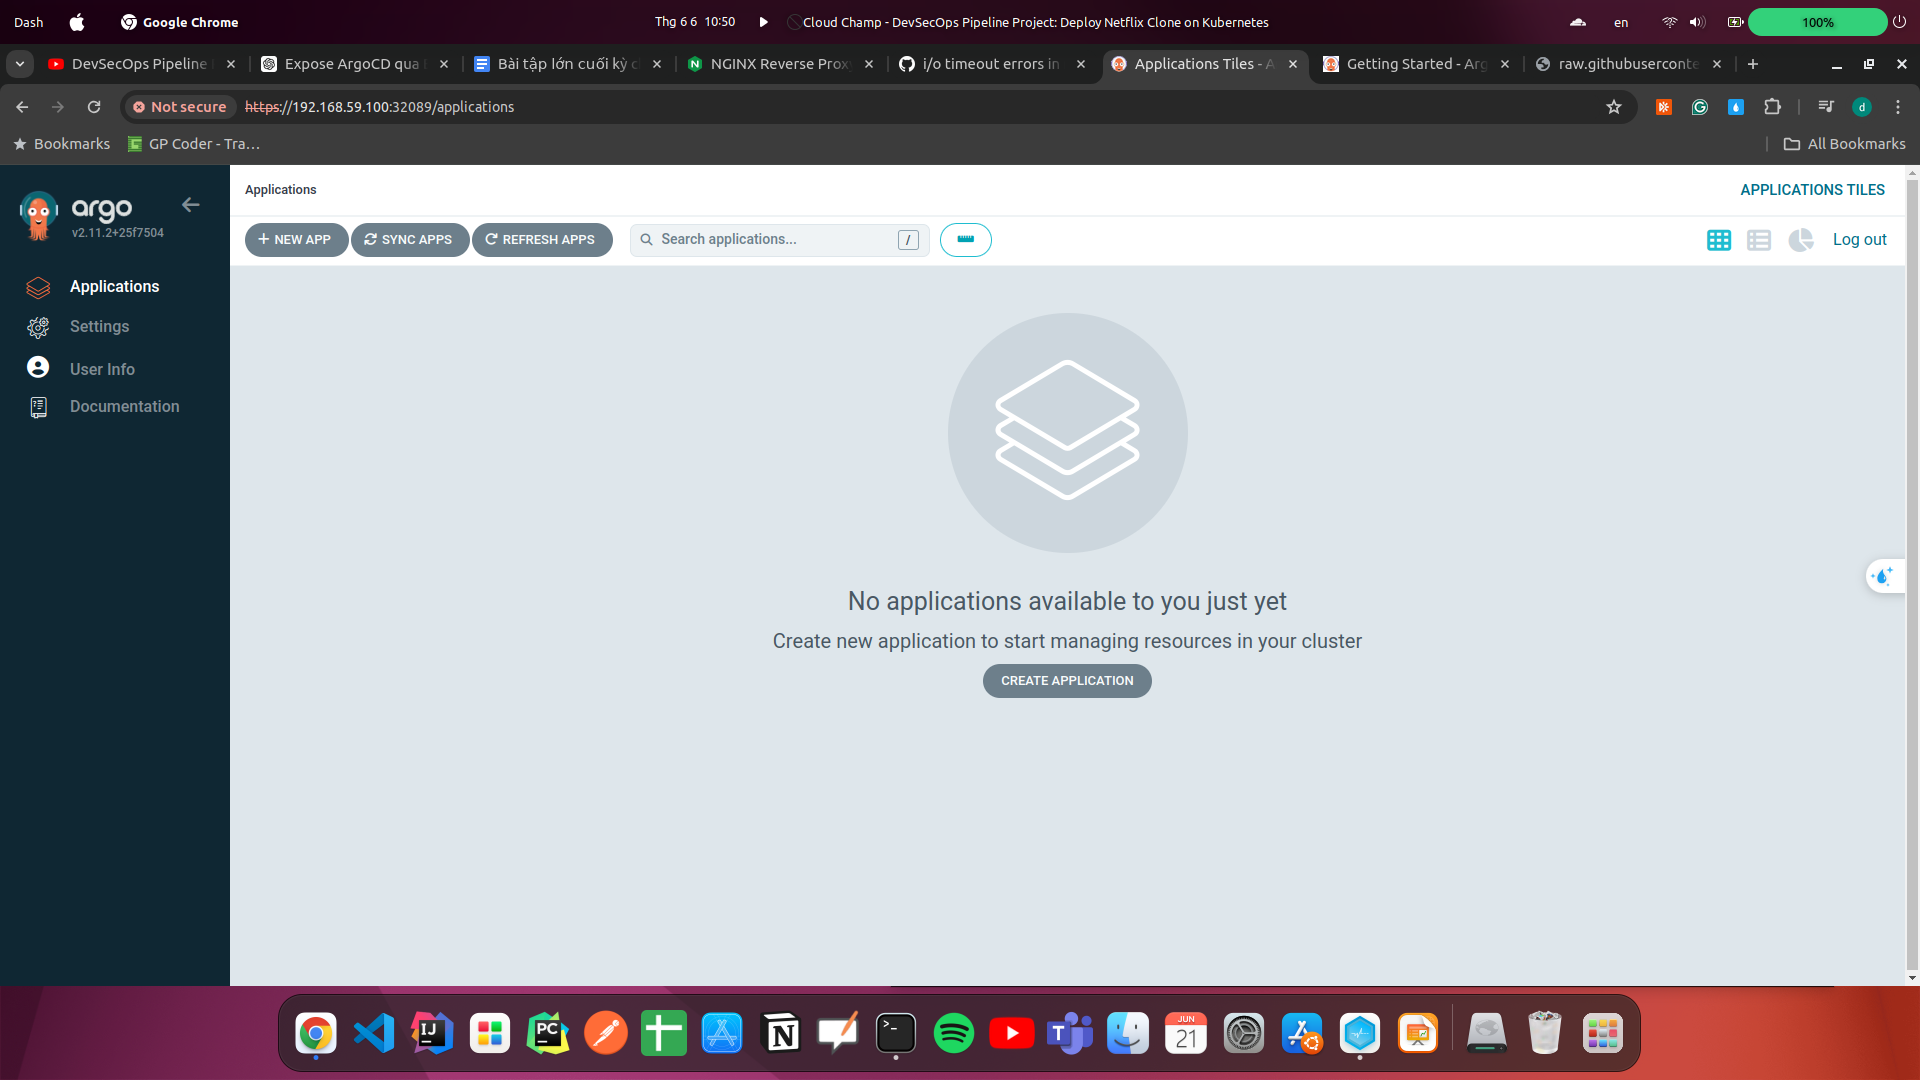 Dash
Google Chrome
Thg 6 6 10:50
Cloud Champ - DevSecOps Pipeline Project: Deploy Netflix Clone on Kubernetes
en
100%
DevSecOps Pipeline
Expose ArgoCD qua
Bài tập lớn cuối kỳ
NGINX Reverse Proxy
i/o timeout errors in
Applications Tiles - A
Getting Started - Arg
raw.githubuserconte
Not secure
https://192.168.59.100:32089/applications
d
Bookmarks
GP Coder - Tra...
All Bookmarks
argo
v2.11.2+25f7504
Applications
Settings
User Info
Documentation
Applications
APPLICATIONS TILES
NEW APP
SYNC APPS
REFRESH APPS
Search applications...
/
Log out
No applications available to you just yet
Create new application to start managing resources in your cluster
CREATE APPLICATION
IJ
PC
N
>_
T
JUN
21